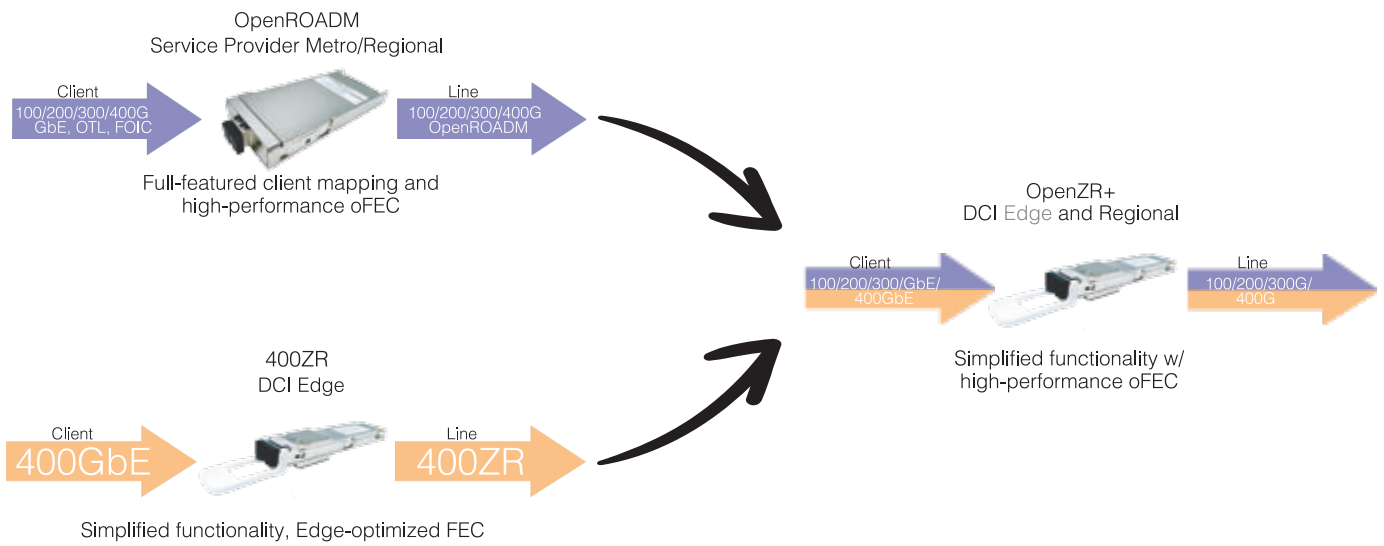 OpenROADM
Service Provider Metro/Regional
Client
100/200/300/400G
GbE, OTL, FOIC
Line
100/200/300/400G
OpenROADM
Full-featured client mapping and
high-performance oFEC
400ZR
DCI Edge
Client
400GbE
Line
400ZR
Simplified functionality, Edge-optimized FEC
OpenZR+
DCI Edge and Regional
Client
100/200/300/GbE/
400GbE
Line
100/200/300G/
400G
Simplified functionality w/
high-performance oFEC